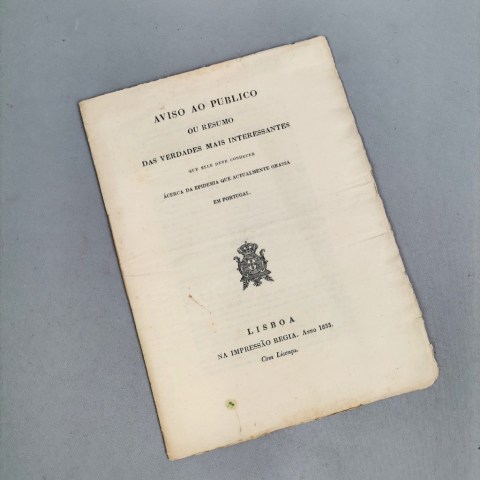 AVISO AO PUBLICO
OU RESUMO
DAS VERDADES MAIS INTERESSANTES
QUE ELLE DEVE CONHECER
ÁCERCA DA EPIDEMIA QUE ACTUALMENTE GRASSA
EM PORTUGAL.
LISBOA
NA IMPRESSÃO REGIA. Anno 1833.
Com Licença.